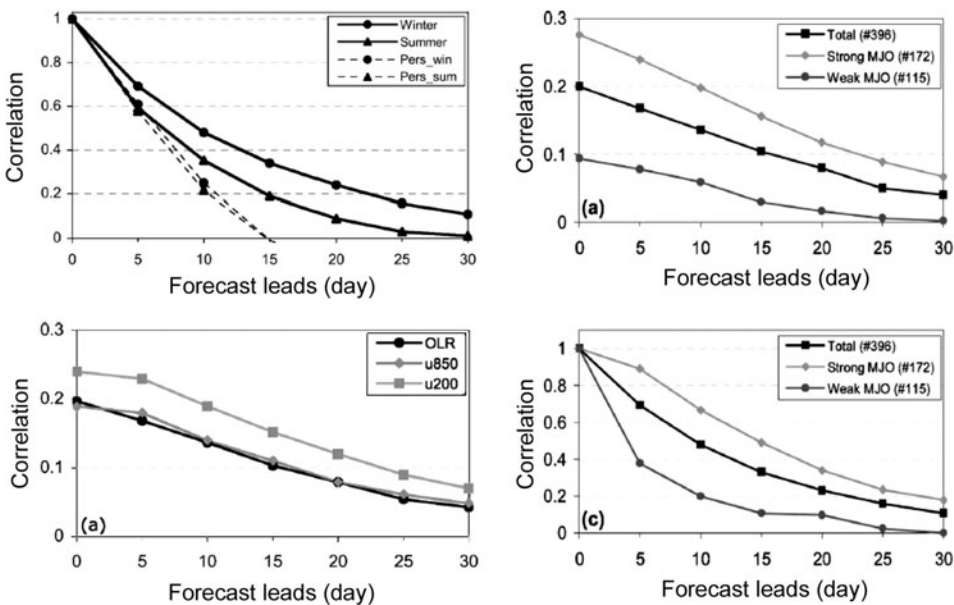 1
0.8
0.6
0.4
0.2
0
Correlation
0 5 10 15 20 25 30
Forecast leads (day)
Winter
Summer
Pers_win
Pers_sum
0.3
0.2
0.1
0
Correlation
(a)
0 5 10 15 20 25 30
Forecast leads (day)
Total (#396)
Strong MJO (#172)
Weak MJO (#115)
0.3
0.2
0.1
0
Correlation
(a)
0 5 10 15 20 25 30
Forecast leads (day)
OLR
u850
u200
1
0.8
0.6
0.4
0.2
0
Correlation
(c)
0 5 10 15 20 25 30
Forecast leads (day)
Total (#396)
Strong MJO (#172)
Weak MJO (#115)